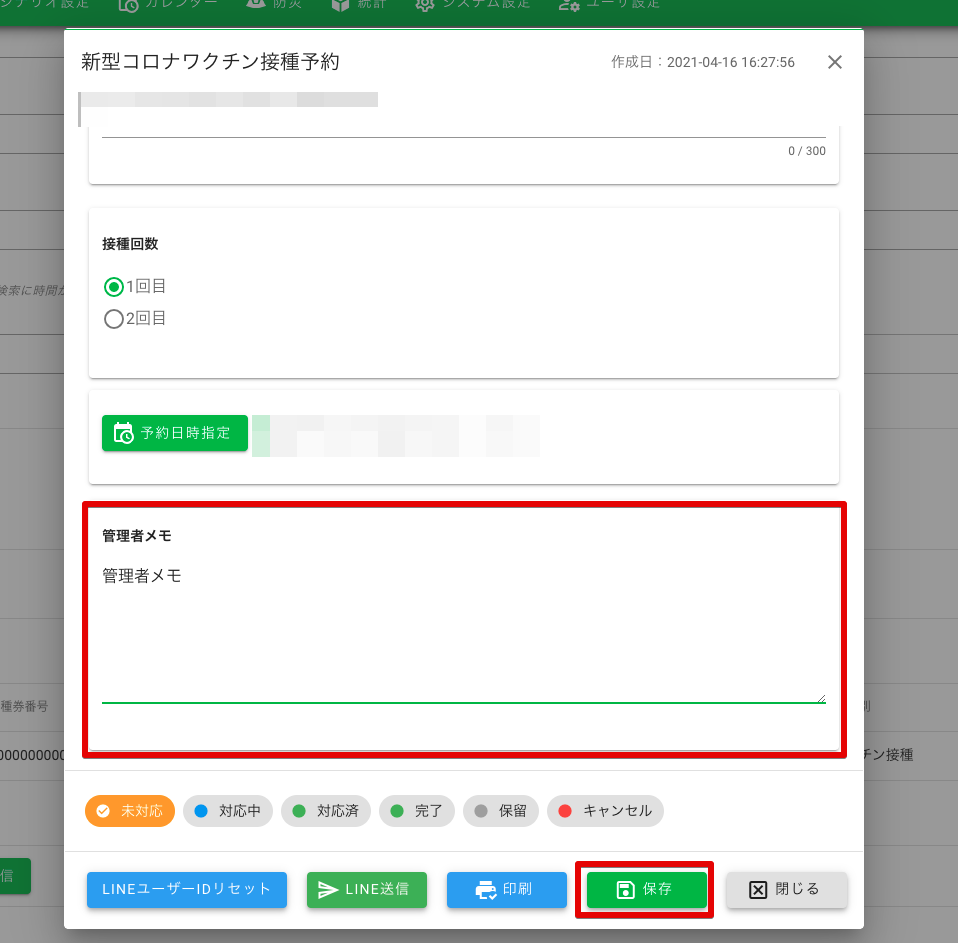 シナリオ設定 カレンダー 防災 統計 システム設定 ユーザ設定
新型コロナワクチン接種予約 作成日：2021-04-16 16:27:56
0 / 300
接種回数
1回目
検索に時間が
2回目
予約日時指定
管理者メモ
管理者メモ
種券番号
000000000 チン接種
未対応 対応中 対応済 完了 保留 キャンセル
信
LINEユーザーIDリセット LINE送信 印刷 保存 閉じる